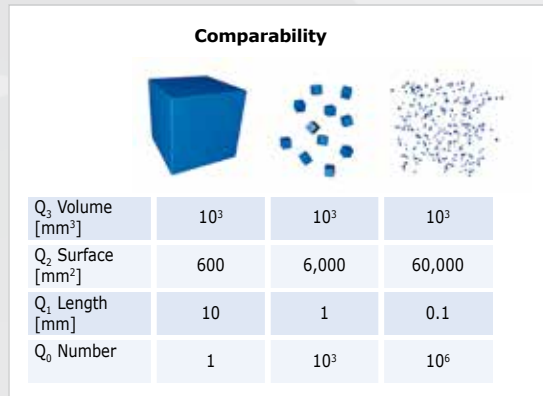 Comparability
Q₃ Volume
[mm³]
10³ 10³ 10³
Q₂ Surface
[mm²]
600 6,000 60,000
Q₁ Length
[mm]
10 1 0.1
Q₀ Number
1 10³ 10⁶